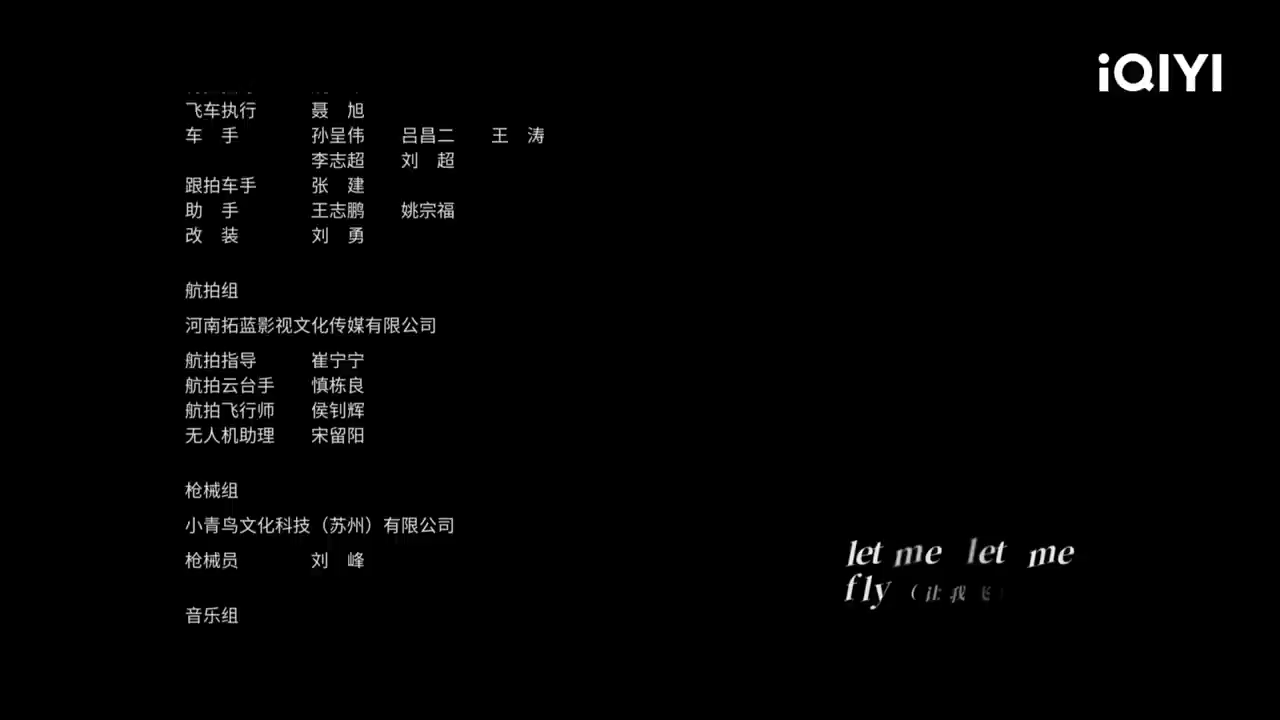 iQIYI
飞车执行 聂 旭
车 手 孙呈伟 吕昌二 王 涛
李志超 刘 超
跟拍车手 张 建
助 手 王志鹏 姚宗福
改 装 刘 勇
航拍组
河南拓蓝影视文化传媒有限公司
航拍指导 崔宁宁
航拍云台手 慎栋良
航拍飞行师 侯钊辉
无人机助理 宋留阳
枪械组
小青鸟文化科技（苏州）有限公司
枪械员 刘 峰
音乐组
let me let me
fly （让我飞）